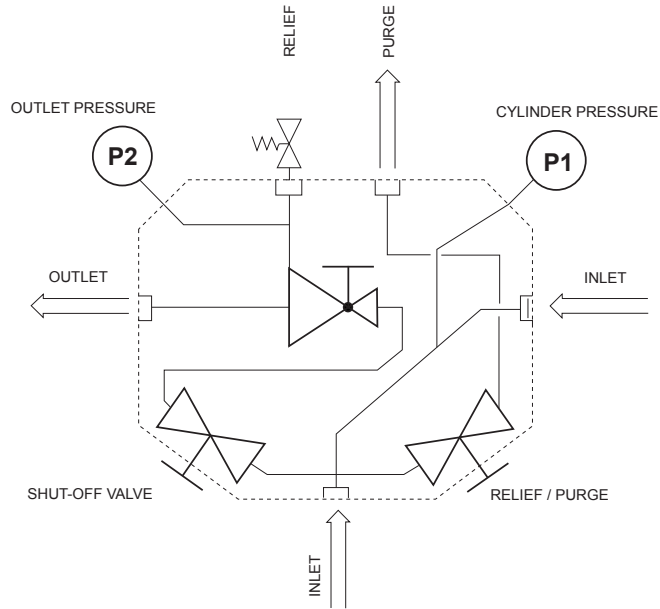 RELIEF
PURGE
OUTLET PRESSURE
CYLINDER PRESSURE
P2
P1
OUTLET
INLET
SHUT-OFF VALVE
RELIEF / PURGE
INLET